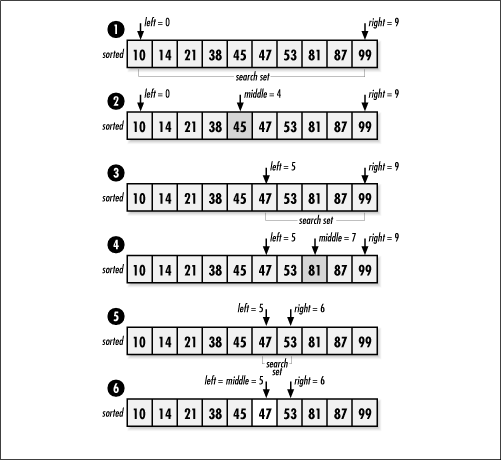 1 left = 0 right = 9
sorted 10 14 21 38 45 47 53 81 87 99
search set
2 left = 0 middle = 4 right = 9
sorted 10 14 21 38 45 47 53 81 87 99
3 left = 5 right = 9
sorted 10 14 21 38 45 47 53 81 87 99
search set
4 left = 5 middle = 7 right = 9
sorted 10 14 21 38 45 47 53 81 87 99
5 left = 5 right = 6
sorted 10 14 21 38 45 47 53 81 87 99
search
set
6 left = middle = 5 right = 6
sorted 10 14 21 38 45 47 53 81 87 99